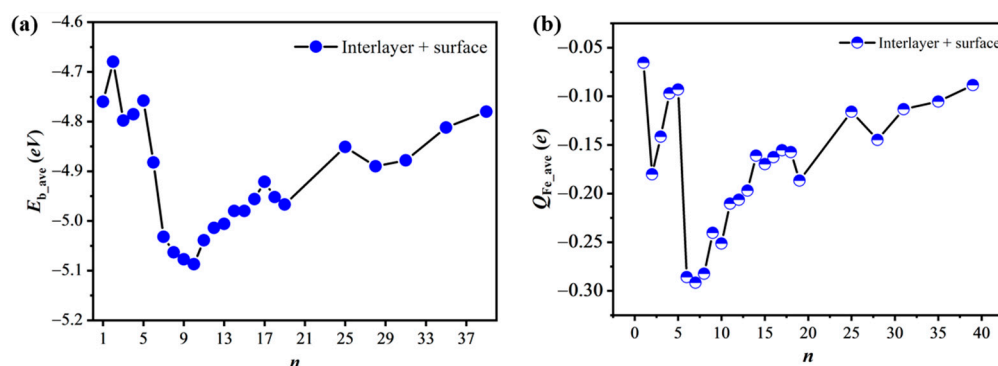 (a)
Interlayer + surface
E_b_ave (eV)
−4.6
−4.7
−4.8
−4.9
−5.0
−5.1
−5.2
1 5 9 13 17 21 25 29 33 37
n
(b)
Interlayer + surface
Q_Fe_ave (e)
−0.05
−0.10
−0.15
−0.20
−0.25
−0.30
0 5 10 15 20 25 30 35 40
n